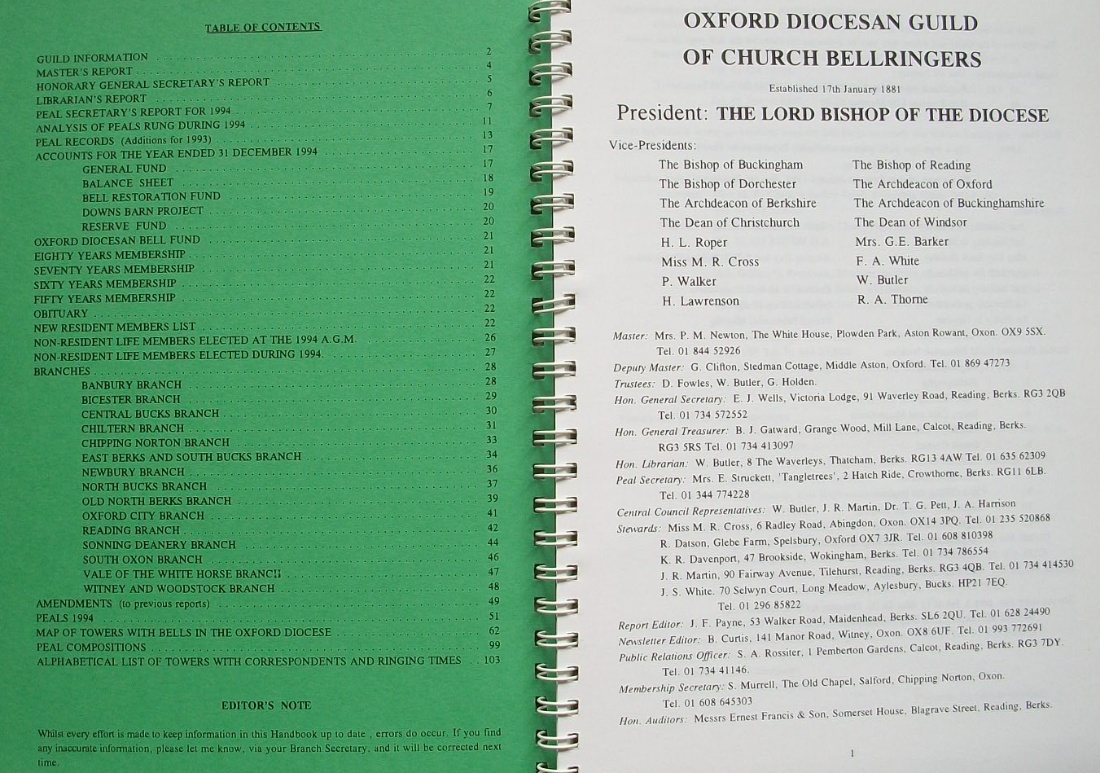 TABLE OF CONTENTS
GUILD INFORMATION 2
MASTER'S REPORT 4
HONORARY GENERAL SECRETARY'S REPORT 5
LIBRARIAN'S REPORT 6
PEAL SECRETARY'S REPORT FOR 1994 7
ANALYSIS OF PEALS RUNG DURING 1994 11
PEAL RECORDS (Additions for 1993) 13
ACCOUNTS FOR THE YEAR ENDED 31 DECEMBER 1994 17
GENERAL FUND 17
BALANCE SHEET 18
BELL RESTORATION FUND 19
DOWNS BARN PROJECT 20
RESERVE FUND 20
OXFORD DIOCESAN BELL FUND 21
EIGHTY YEARS MEMBERSHIP 21
SEVENTY YEARS MEMBERSHIP 21
SIXTY YEARS MEMBERSHIP 22
FIFTY YEARS MEMBERSHIP 22
OBITUARY 22
NEW RESIDENT MEMBERS LIST 22
NON-RESIDENT LIFE MEMBERS ELECTED AT THE 1994 A.G.M. 26
NON-RESIDENT LIFE MEMBERS ELECTED DURING 1994. 27
BRANCHES 28
BANBURY BRANCH 28
BICESTER BRANCH 29
CENTRAL BUCKS BRANCH 30
CHILTERN BRANCH 31
CHIPPING NORTON BRANCH 33
EAST BERKS AND SOUTH BUCKS BRANCH 34
NEWBURY BRANCH 36
NORTH BUCKS BRANCH 37
OLD NORTH BERKS BRANCH 39
OXFORD CITY BRANCH 41
READING BRANCH 42
SONNING DEANERY BRANCH 44
SOUTH OXON BRANCH 46
VALE OF THE WHITE HORSE BRANCH 47
WITNEY AND WOODSTOCK BRANCH 48
AMENDMENTS (to previous reports) 49
PEALS 1994 51
MAP OF TOWERS WITH BELLS IN THE OXFORD DIOCESE 62
PEAL COMPOSITIONS 99
ALPHABETICAL LIST OF TOWERS WITH CORRESPONDENTS AND RINGING TIMES 103
EDITOR'S NOTE
Whilst every effort is made to keep information in this Handbook up to date , errors do occur. If you find
any inaccurate information, please let me know, via your Branch Secretary, and it will be corrected next
time.
OXFORD DIOCESAN GUILD
OF CHURCH BELLRINGERS
Established 17th January 1881
President: THE LORD BISHOP OF THE DIOCESE
Vice-Presidents:
The Bishop of Buckingham The Bishop of Reading
The Bishop of Dorchester The Archdeacon of Oxford
The Archdeacon of Berkshire The Archdeacon of Buckinghamshire
The Dean of Christchurch The Dean of Windsor
H. L. Roper Mrs. G.E. Barker
Miss M. R. Cross F. A. White
P. Walker W. Butler
H. Lawrenson R. A. Thorne
Master: Mrs. P. M. Newton, The White House, Plowden Park, Aston Rowant, Oxon. OX9 5SX.
Tel. 01 844 52926
Deputy Master: G. Clifton, Stedman Cottage, Middle Aston, Oxford. Tel. 01 869 47273
Trustees: D. Fowles, W. Butler, G. Holden.
Hon. General Secretary: E. J. Wells, Victoria Lodge, 91 Waverley Road, Reading, Berks. RG3 2QB
Tel. 01 734 572552
Hon. General Treasurer: B. J. Gatward, Grange Wood, Mill Lane, Calcot, Reading, Berks.
RG3 5RS Tel. 01 734 413097
Hon. Librarian: W. Butler, 8 The Waverleys, Thatcham, Berks. RG13 4AW Tel. 01 635 62309
Peal Secretary: Mrs. E. Struckett, 'Tangletrees', 2 Hatch Ride, Crowthorne, Berks. RG11 6LB.
Tel. 01 344 774228
Central Council Representatives: W. Butler, J. R. Martin, Dr. T. G. Pett, J. A. Harrison
Stewards: Miss M. R. Cross, 6 Radley Road, Abingdon, Oxon. OX14 3PQ. Tel. 01 235 520868
R. Datson, Glebe Farm, Spelsbury, Oxford OX7 3JR. Tel. 01 608 810398
K. R. Davenport, 47 Brookside, Wokingham, Berks. Tel. 01 734 786554
J. R. Martin, 90 Fairway Avenue, Tilehurst, Reading, Berks. RG3 4QB. Tel. 01 734 414530
J. S. White. 70 Selwyn Court, Long Meadow, Aylesbury, Bucks. HP21 7EQ.
Tel. 01 296 85822
Report Editor: J. F. Payne, 53 Walker Road, Maidenhead, Berks. SL6 2QU. Tel. 01 628 24490
Newsletter Editor: B. Curtis, 141 Manor Road, Witney, Oxon. OX8 6UF. Tel. 01 993 772691
Public Relations Officer: S. A. Rossiter, 1 Pemberton Gardens, Calcot, Reading, Berks. RG3 7DY.
Tel. 01 734 41146.
Membership Secretary: S. Murrell, The Old Chapel, Salford, Chipping Norton, Oxon.
Tel. 01 608 645303
Hon. Auditors: Messrs Ernest Francis & Son, Somerset House, Blagrave Street, Reading, Berks.
1